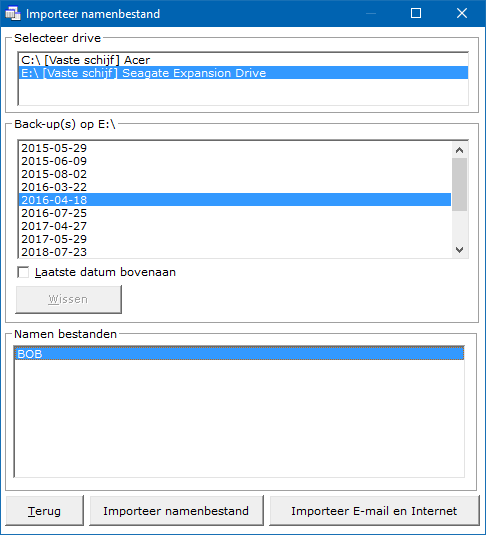 Importeer namenbestand
Selecteer drive
C:\ [Vaste schijf] Acer
E:\ [Vaste schijf] Seagate Expansion Drive
Back-up(s) op E:\
2015-05-29
2015-06-09
2015-08-02
2016-03-22
2016-04-18
2016-07-25
2017-04-27
2017-05-29
2018-07-23
Laatste datum bovenaan
Wissen
Namen bestanden
BOB
Terug
Importeer namenbestand
Importeer E-mail en Internet